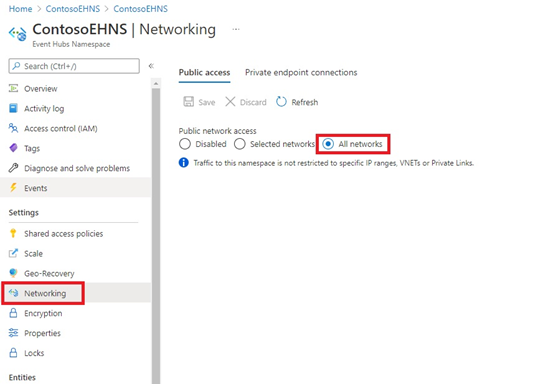 Home > ContosoEHNS > ContosoEHNS
ContosoEHNS | Networking ...
Event Hubs Namespace
Search (Ctrl+/) «
Overview
Activity log
Access control (IAM)
Tags
Diagnose and solve problems
Events
Settings
Shared access policies
Scale
Geo-Recovery
Networking
Encryption
Properties
Locks
Entities
Public access Private endpoint connections
Save Discard Refresh
Public network access
Disabled Selected networks All networks
Traffic to this namespace is not restricted to specific IP ranges, VNETs or Private Links.